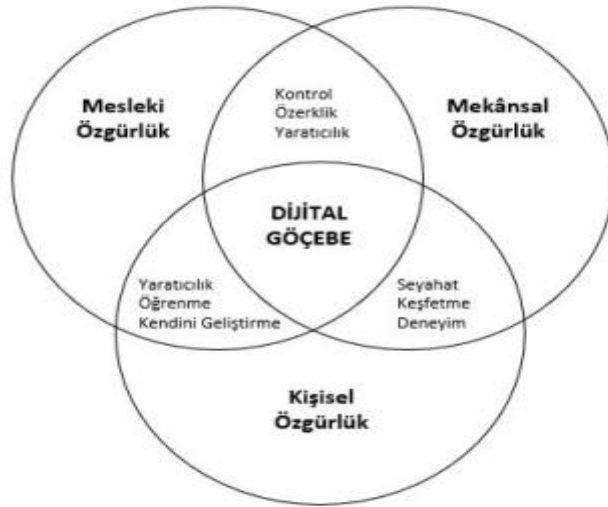 Mesleki
Özgürlük
Kontrol
Özerklik
Yaratıcılık
Mekânsal
Özgürlük
DİJİTAL
GÖÇEBE
Yaratıcılık
Öğrenme
Kendini Geliştirme
Seyahat
Keşfetme
Deneyim
Kişisel
Özgürlük